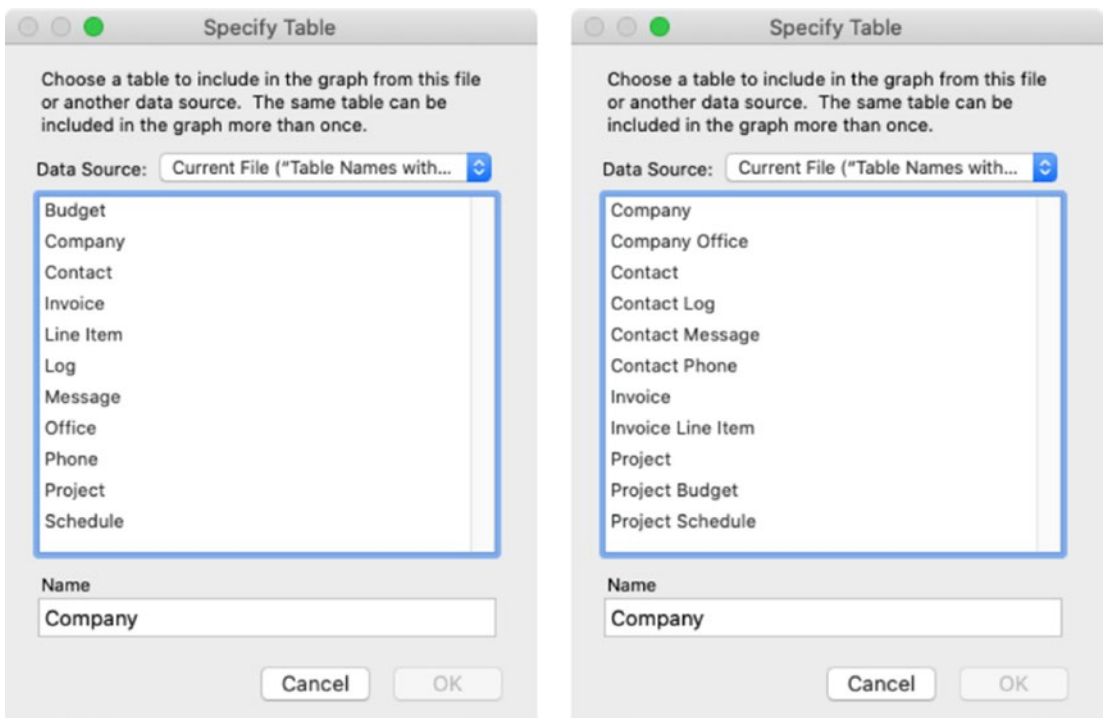 Specify Table
Choose a table to include in the graph from this file
or another data source.  The same table can be
included in the graph more than once.
Data Source: Current File ("Table Names with...
Budget
Company
Contact
Invoice
Line Item
Log
Message
Office
Phone
Project
Schedule
Name
Company
Cancel OK
Specify Table
Choose a table to include in the graph from this file
or another data source.  The same table can be
included in the graph more than once.
Data Source: Current File ("Table Names with...
Company
Company Office
Contact
Contact Log
Contact Message
Contact Phone
Invoice
Invoice Line Item
Project
Project Budget
Project Schedule
Name
Company
Cancel OK